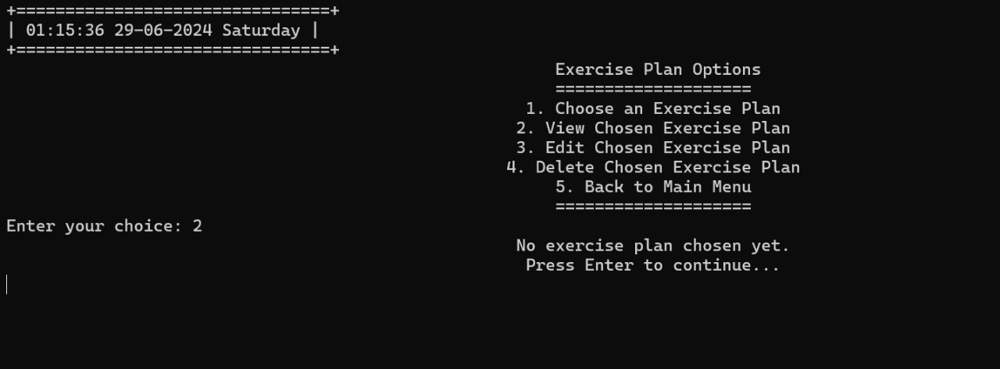 +================================+
| 01:15:36 29-06-2024 Saturday |
+================================+
Exercise Plan Options
====================
1. Choose an Exercise Plan
2. View Chosen Exercise Plan
3. Edit Chosen Exercise Plan
4. Delete Chosen Exercise Plan
5. Back to Main Menu
====================
Enter your choice: 2
No exercise plan chosen yet.
Press Enter to continue...